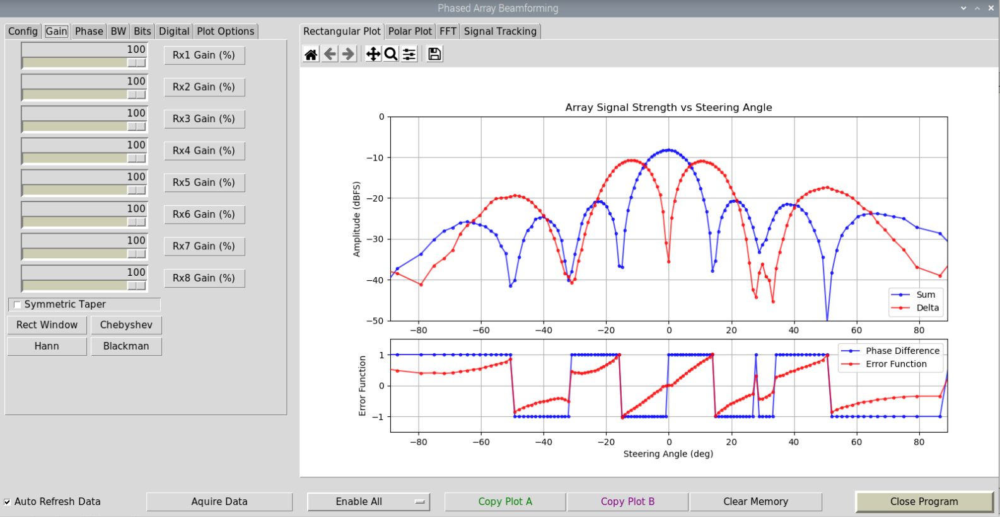 Phased Array Beamforming
Config Gain Phase BW Bits Digital Plot Options
100 Rx1 Gain (%)
100 Rx2 Gain (%)
100 Rx3 Gain (%)
100 Rx4 Gain (%)
100 Rx5 Gain (%)
100 Rx6 Gain (%)
100 Rx7 Gain (%)
100 Rx8 Gain (%)
Symmetric Taper
Rect Window Chebyshev
Hann Blackman
Rectangular Plot Polar Plot FFT Signal Tracking
Array Signal Strength vs Steering Angle
Amplitude (dBFS)
0
−10
−20
−30
−40
−50
Sum
Delta
−80 −60 −40 −20 0 20 40 60 80
Error Function
1
0
−1
Phase Difference
Error Function
−80 −60 −40 −20 0 20 40 60 80
Steering Angle (deg)
Auto Refresh Data Aquire Data Enable All Copy Plot A Copy Plot B Clear Memory Close Program